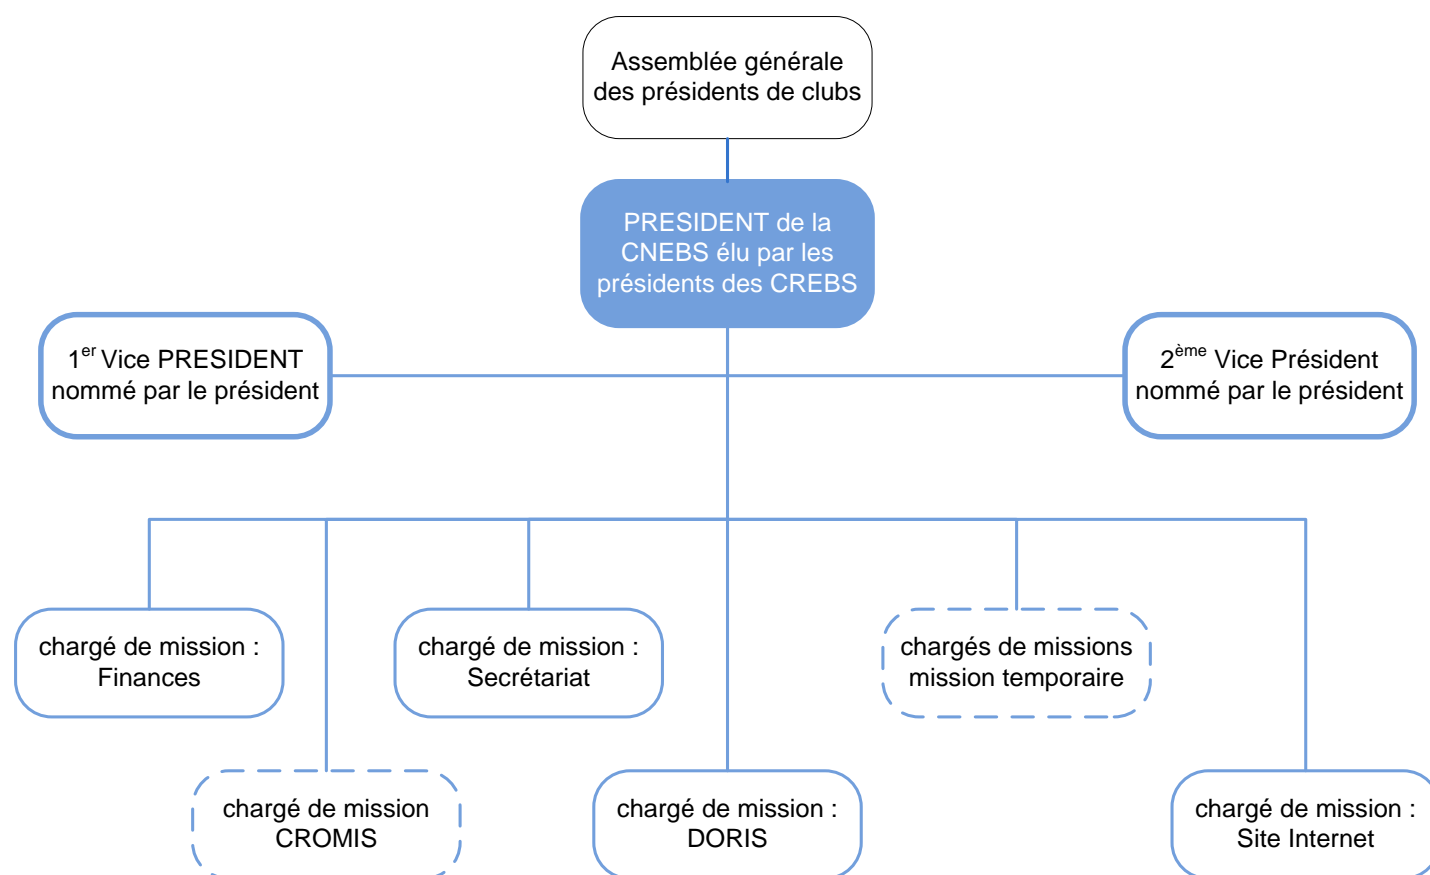 Assemblée générale
des présidents de clubs
PRESIDENT de la
CNEBS élu par les
présidents des CREBS
1er Vice PRESIDENT
nommé par le président
2ème Vice Président
nommé par le président
chargé de mission :
Finances
chargé de mission :
Secrétariat
chargés de missions
mission temporaire
chargé de mission
CROMIS
chargé de mission :
DORIS
chargé de mission :
Site Internet